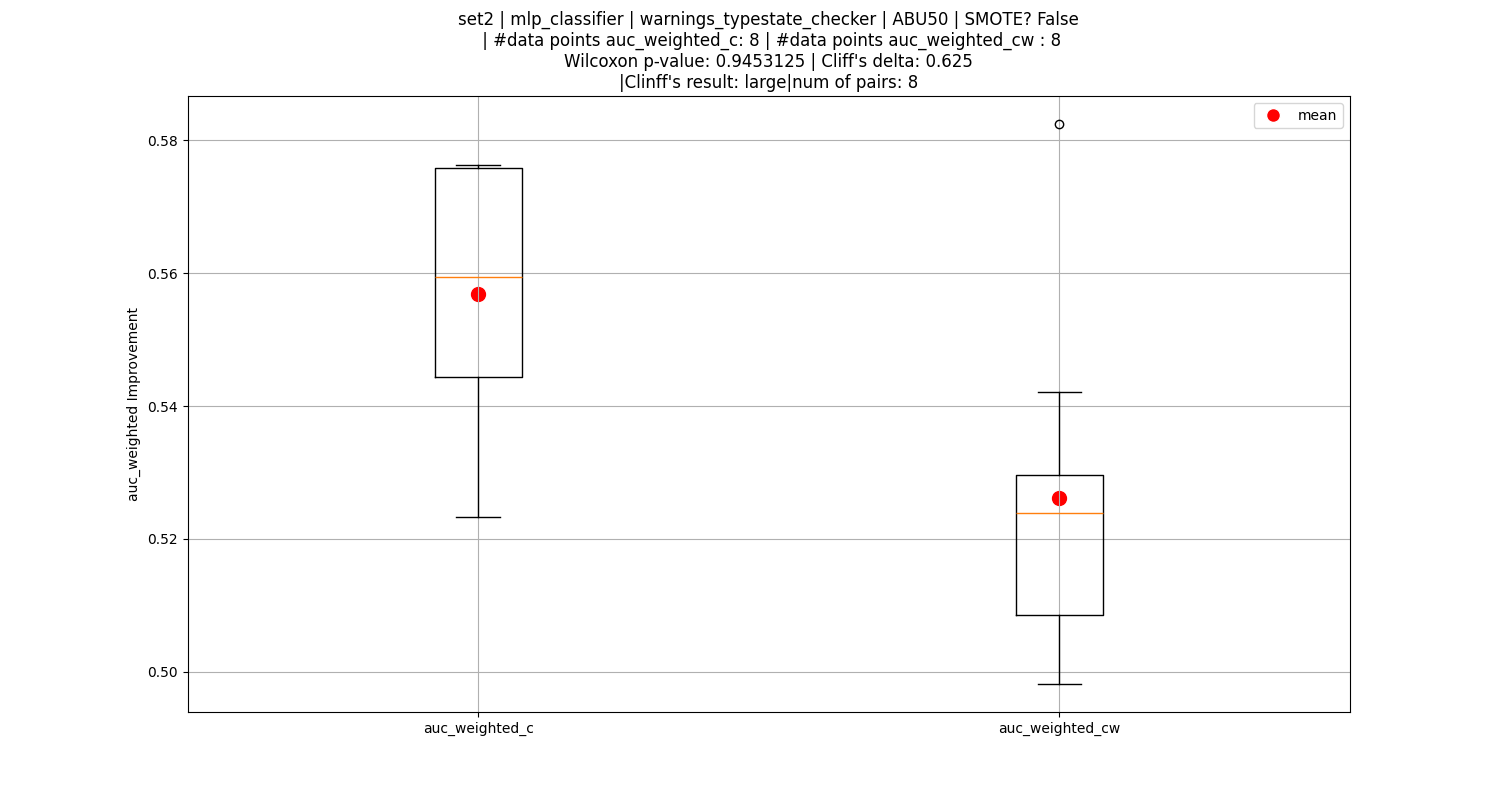 set2 | mlp_classifier | warnings_typestate_checker | ABU50 | SMOTE? False
| #data points auc_weighted_c: 8 | #data points auc_weighted_cw : 8
Wilcoxon p-value: 0.9453125 | Cliff's delta: 0.625
|Clinff's result: large|num of pairs: 8
mean
auc_weighted Improvement
0.58
0.56
0.54
0.52
0.50
auc_weighted_c
auc_weighted_cw